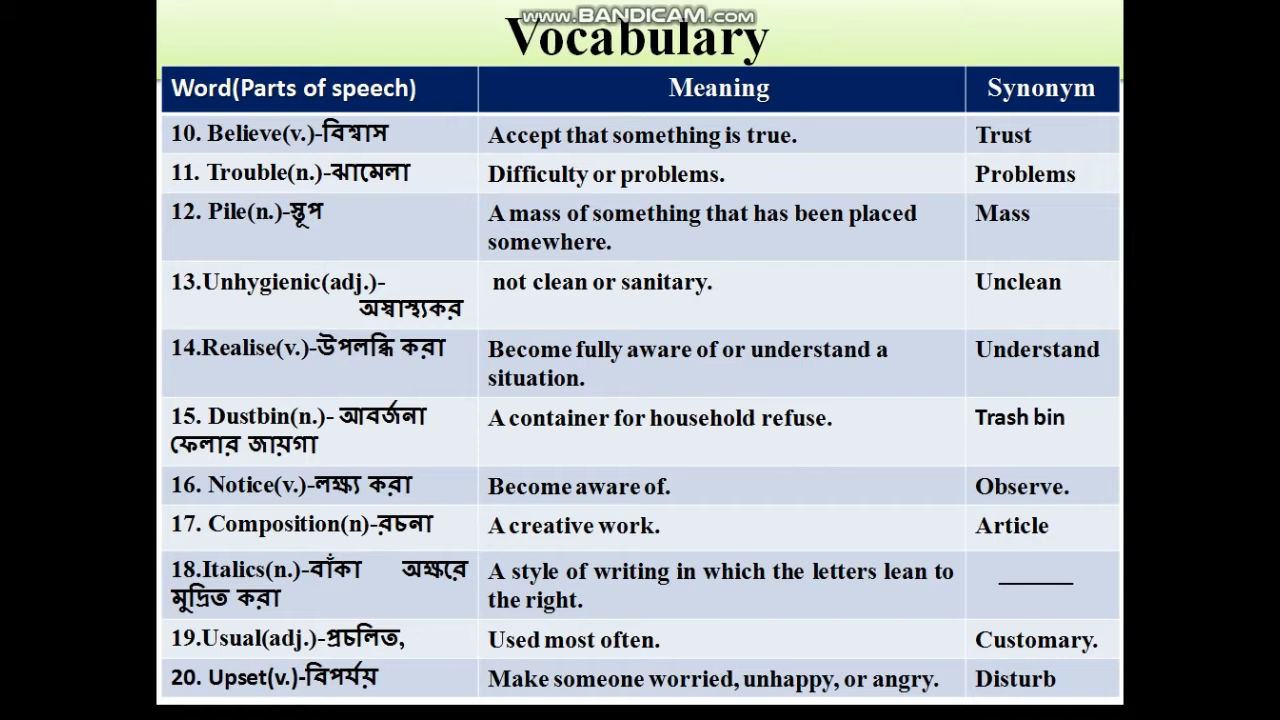 www.BANDICAM.com
Vocabulary
Word(Parts of speech) Meaning Synonym
10. Believe(v.)-বিশ্বাস Accept that something is true. Trust
11. Trouble(n.)-ঝামেলা Difficulty or problems. Problems
12. Pile(n.)-স্তূপ A mass of something that has been placed Mass
somewhere.
13.Unhygienic(adj.)- not clean or sanitary. Unclean
অস্বাস্থ্যকর
14.Realise(v.)-উপলব্ধি করা Become fully aware of or understand a Understand
situation.
15. Dustbin(n.)- আবর্জনা A container for household refuse. Trash bin
ফেলার জায়গা
16. Notice(v.)-লক্ষ্য করা Become aware of. Observe.
17. Composition(n)-রচনা A creative work. Article
18.Italics(n.)-বাঁকা অক্ষরে A style of writing in which the letters lean to ______
মুদ্রিত করা the right.
19.Usual(adj.)-প্রচলিত, Used most often. Customary.
20. Upset(v.)-বিপর্যয় Make someone worried, unhappy, or angry. Disturb